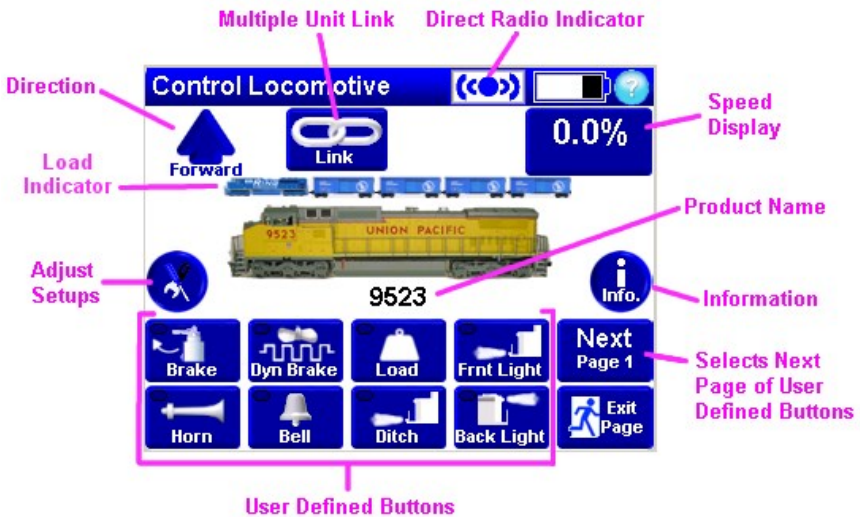 Multiple Unit Link
Direct Radio Indicator
Direction
Control Locomotive
Speed
Display
0.0%
Link
Forward
Load
Indicator
Product Name
9523
UNION PACIFIC
Adjust
Setups
9523
Info.
Information
Brake
Dyn Brake
Load
Frnt Light
Next
Page 1
Selects Next
Page of User
Defined Buttons
Horn
Bell
Ditch
Back Light
Exit
Page
User Defined Buttons